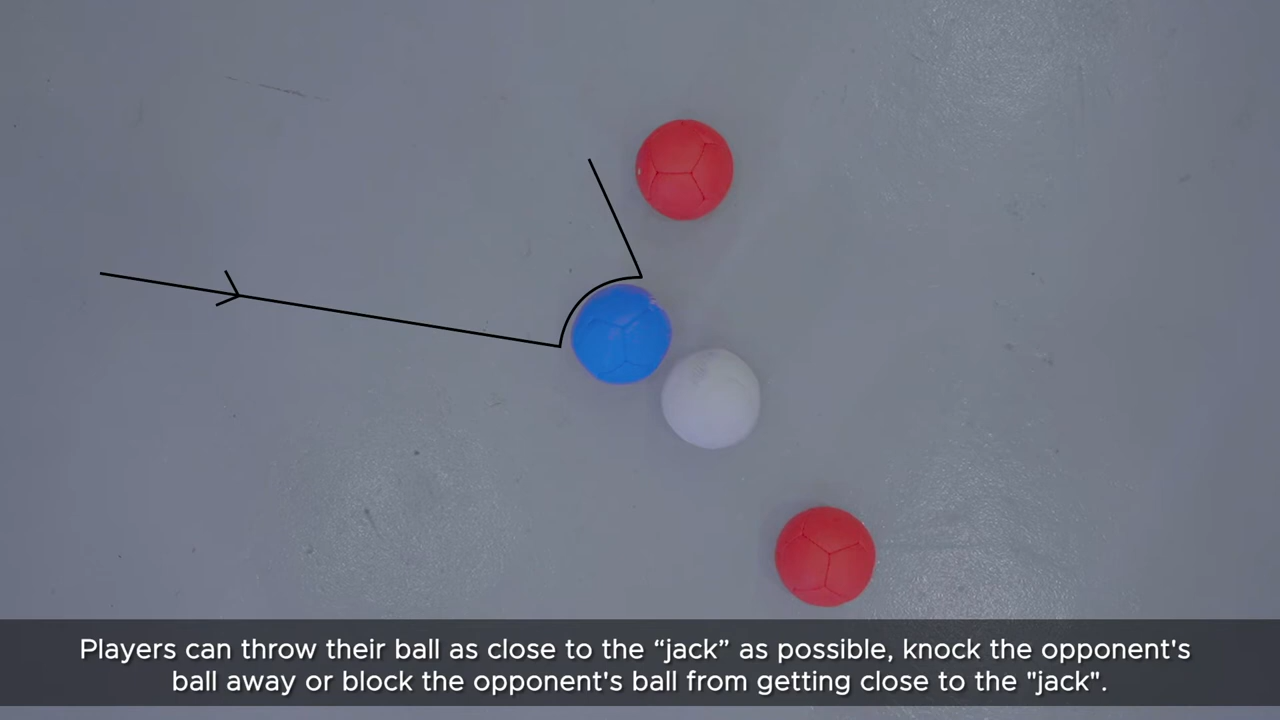 Players can throw their ball as close to the “jack” as possible, knock the opponent's
ball away or block the opponent's ball from getting close to the "jack".